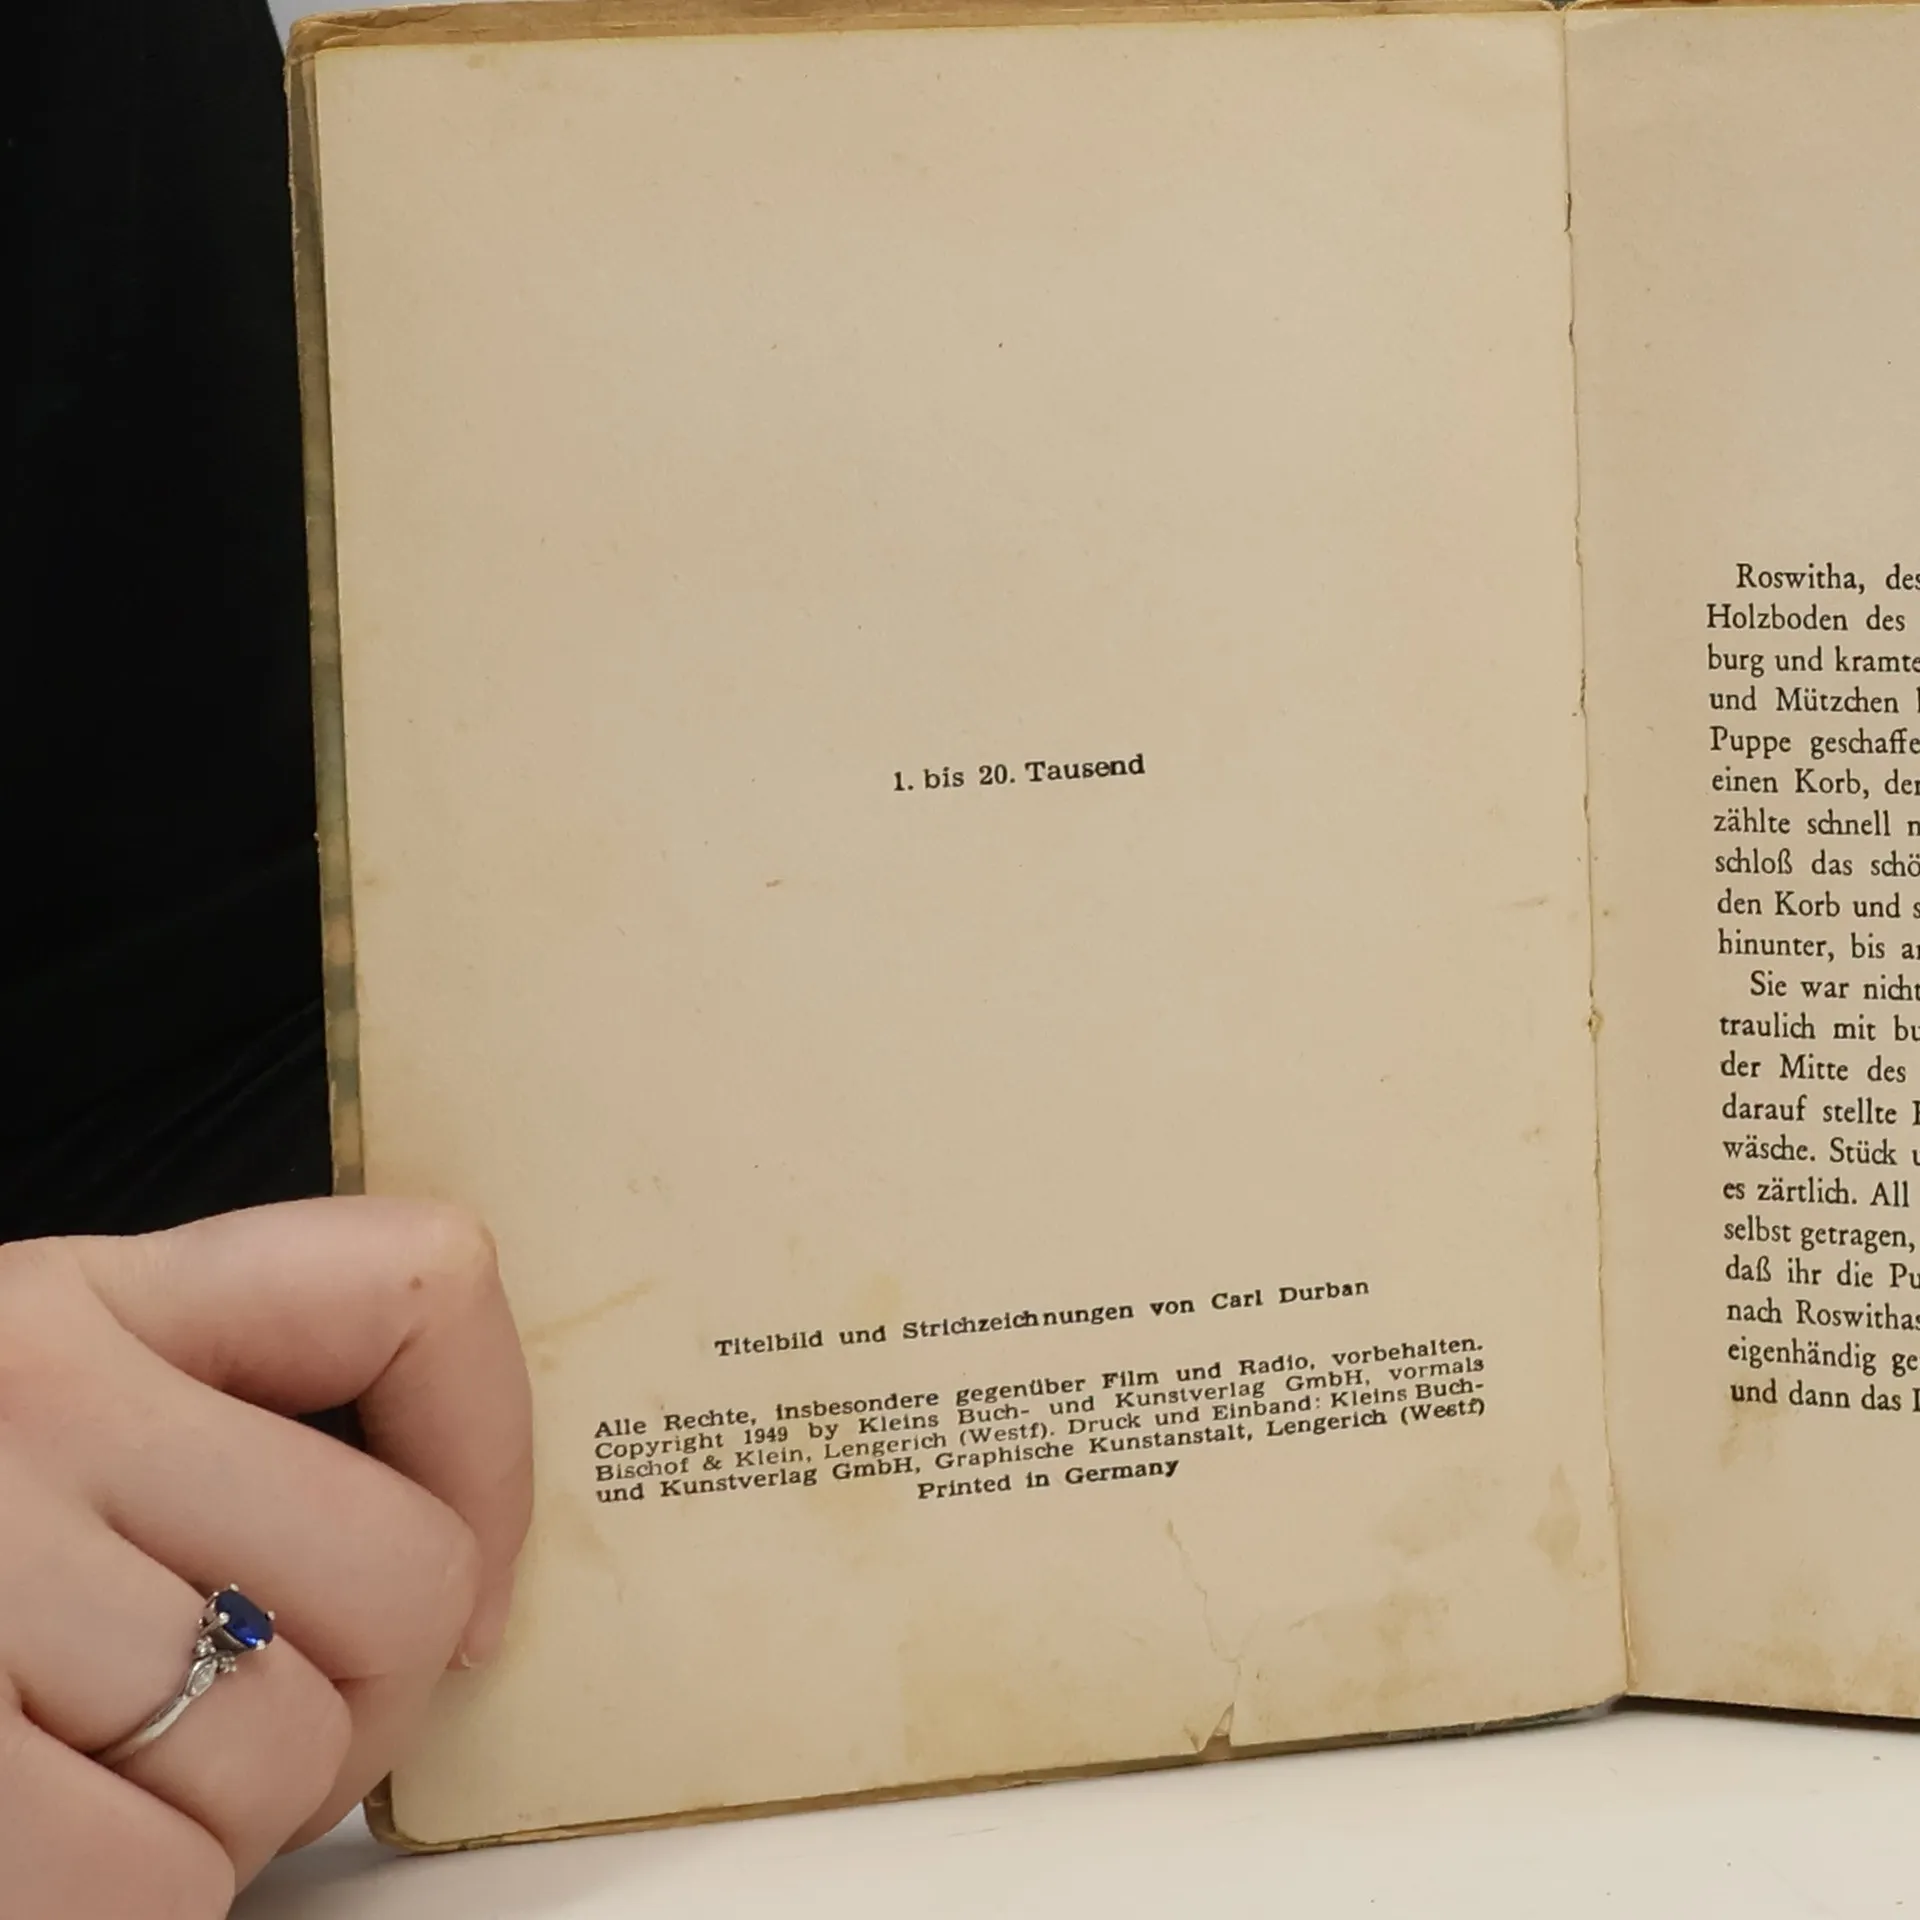 1. bis 20. Tausend
Titelbild und Strichzeichnungen von Carl Durban
Alle Rechte, insbesondere gegenüber Film und Radio, vorbehalten.
Copyright 1949 by Kleins Buch- und Kunstverlag GmbH, vormals
Bischof & Klein, Lengerich (Westf). Druck und Einband: Kleins Buch-
und Kunstverlag GmbH, Graphische Kunstanstalt, Lengerich (Westf)
Printed in Germany
Roswitha, des
Holzboden des
burg und kramte
und Mützchen
Puppe geschaffe
einen Korb, der
zählte schnell
schloß das schö
den Korb und
hinunter, bis
Sie war nicht
traulich mit
der Mitte des
darauf stellte
wäsche. Stück
es zärtlich. All
selbst getragen,
daß ihr die Pu
nach Roswithas
eigenhändig ge
und dann das